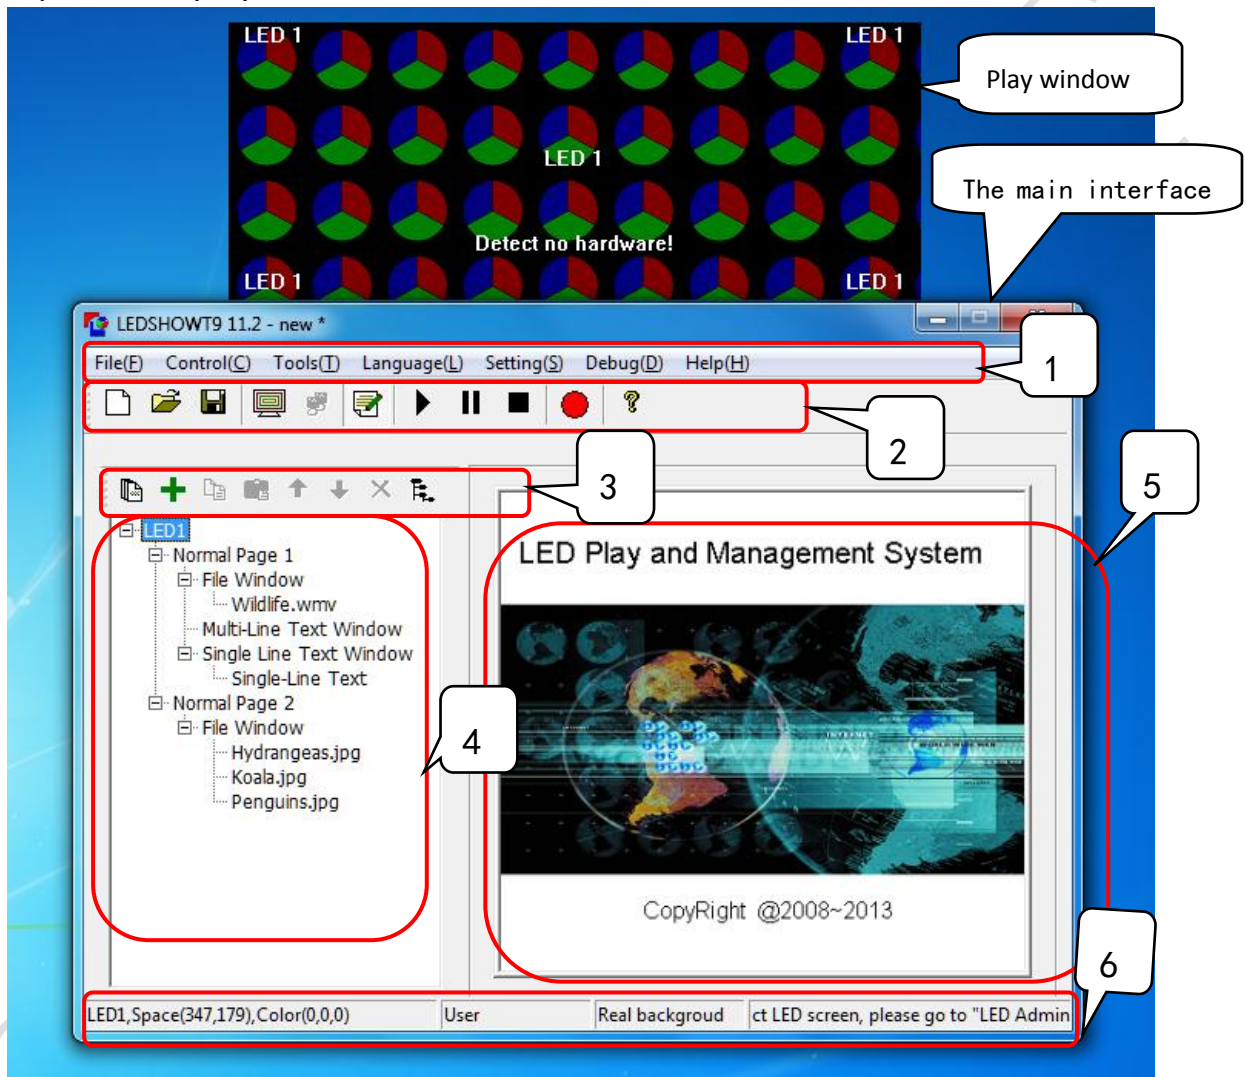 LED 1
LED 1
Play window
LED 1
The main interface
Detect no hardware!
LED 1
LED 1
LEDSHOWT9 11.2 - new *
File(F) Control(C) Tools(T) Language(L) Setting(S) Debug(D) Help(H)
1
2
3
5
LED1
Normal Page 1
File Window
Wildlife.wmv
Multi-Line Text Window
Single Line Text Window
Single-Line Text
Normal Page 2
File Window
Hydrangeas.jpg
Koala.jpg
Penguins.jpg
4
LED Play and Management System
INTERNET
WORLD WIDE WEB
CopyRight @2008~2013
6
LED1,Space(347,179),Color(0,0,0) User Real backgroud ct LED screen, please go to "LED Admin